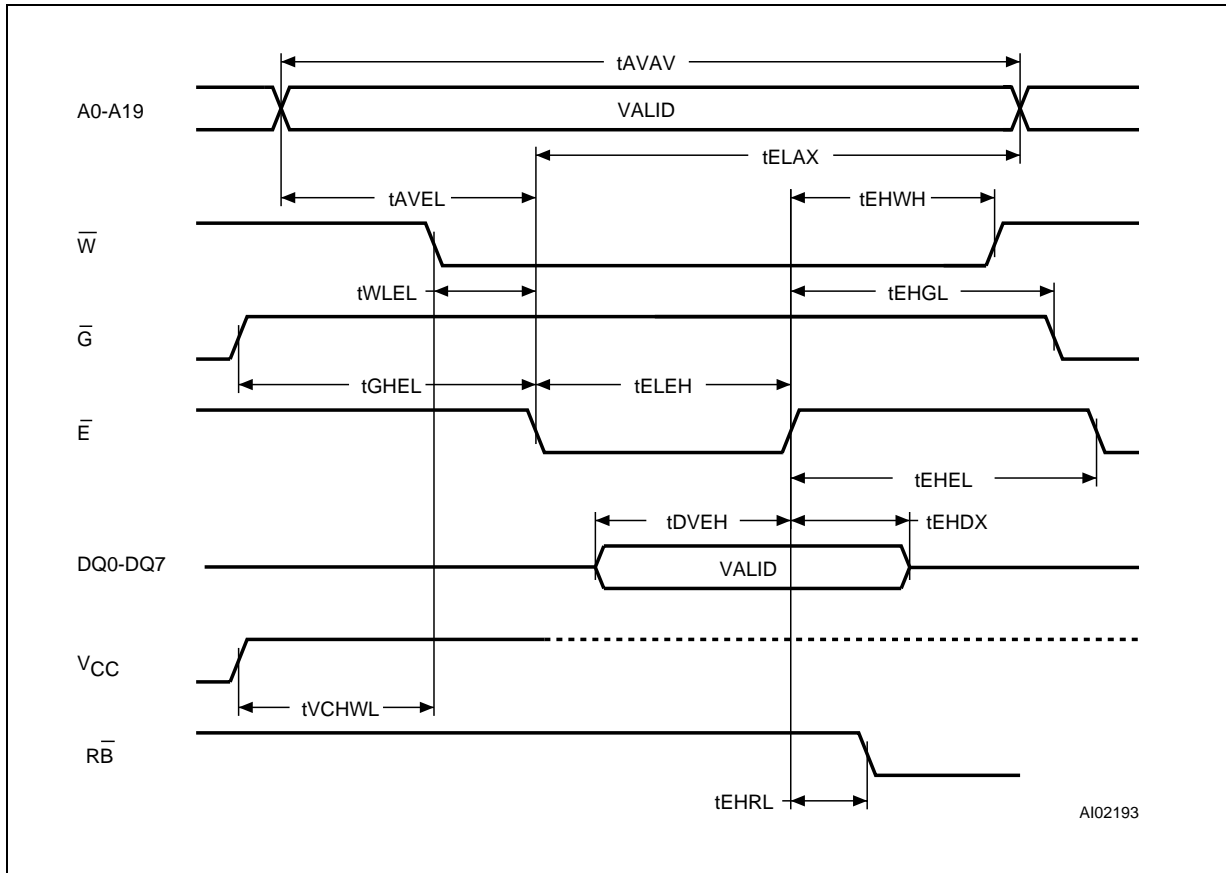 tAVAV
A0-A19
VALID
tELAX
tAVEL
tEHWH
W̅
tWLEL
tEHGL
G̅
tGHEL
tELEH
E̅
tEHEL
tDVEH
tEHDX
DQ0-DQ7
VALID
VCC
tVCHWL
RB̅
tEHRL
AI02193